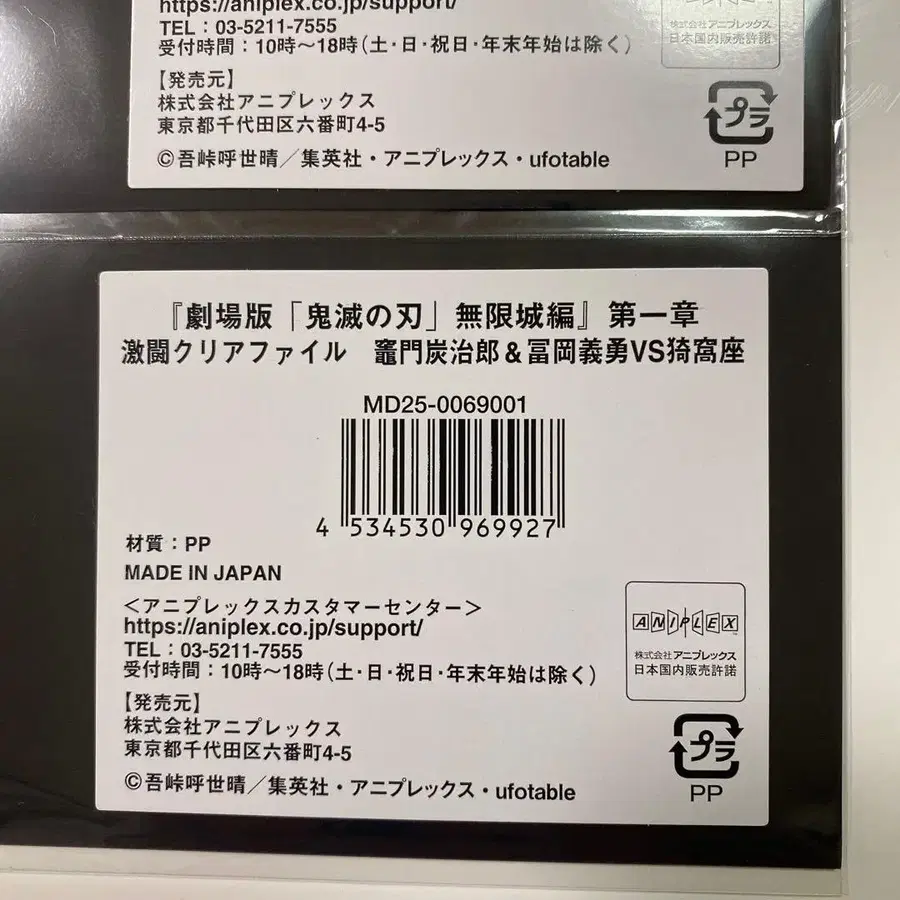 https://aniplex.co.jp/support/
TEL：03-5211-7555
受付時間：10時～18時（土・日・祝日・年末年始は除く）
【発売元】
株式会社アニプレックス
東京都千代田区六番町4-5
©吾峠呼世晴／集英社・アニプレックス・ufotable
株式会社アニプレックス
日本国内販売許諾
プラ
PP
『劇場版「鬼滅の刃」無限城編』第一章
激闘クリアファイル　竈門炭治郎＆冨岡義勇VS猗窩座
MD25-0069001
4 534530 969927
材質：PP
MADE IN JAPAN
＜アニプレックスカスタマーセンター＞
https://aniplex.co.jp/support/
TEL：03-5211-7555
受付時間：10時～18時（土・日・祝日・年末年始は除く）
【発売元】
株式会社アニプレックス
東京都千代田区六番町4-5
©吾峠呼世晴／集英社・アニプレックス・ufotable
ANIPLEX™
株式会社アニプレックス
日本国内販売許諾
プラ
PP